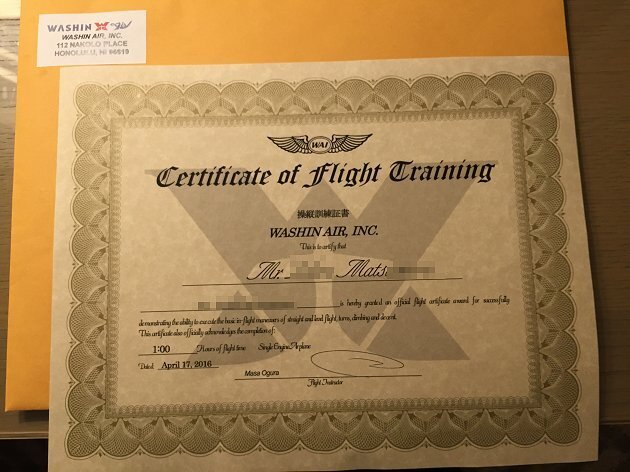 WASHIN Air
WASHIN AIR, INC.
112 NAKOLO PLACE
HONOLULU, HI 96819
WAI
Certificate of Flight Training
操縦訓練証書
WASHIN AIR, INC.
This is to certify that
Mr. Mats
is hereby granted an official flight certificate award for successfully
demonstrating the ability to execute the basic in-flight maneuvers of straight and level flight, turns, climbing and decent.
This certificate also officially acknowledges the completion of:
1:00 Hours of flight time Single Engine Airplane
Dated: April 17, 2016
Masa Ogura
Flight Instructor